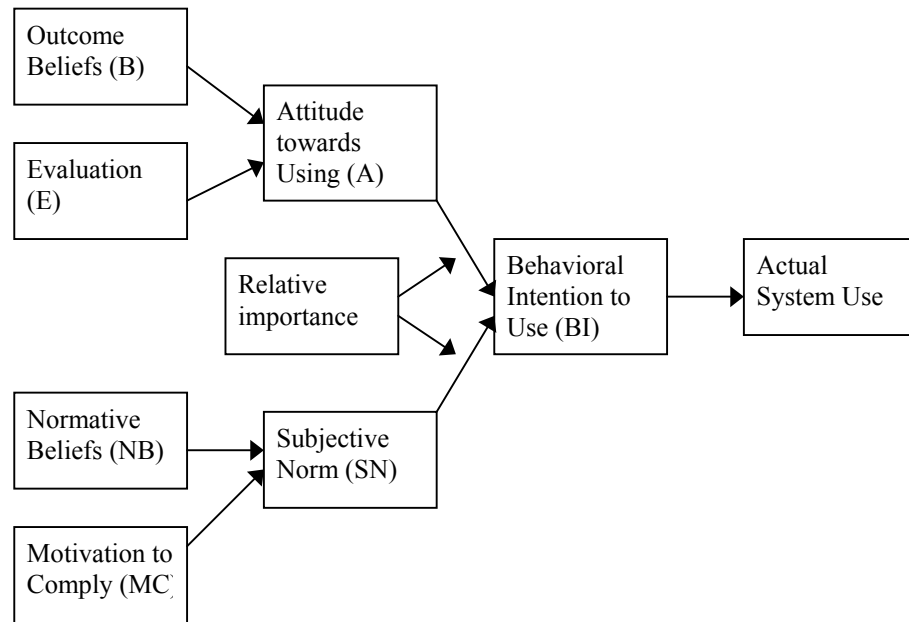 Outcome
Beliefs (B)
Evaluation
(E)
Attitude
towards
Using (A)
Relative
importance
Behavioral
Intention to
Use (BI)
Actual
System Use
Normative
Beliefs (NB)
Subjective
Norm (SN)
Motivation to
Comply (MC)